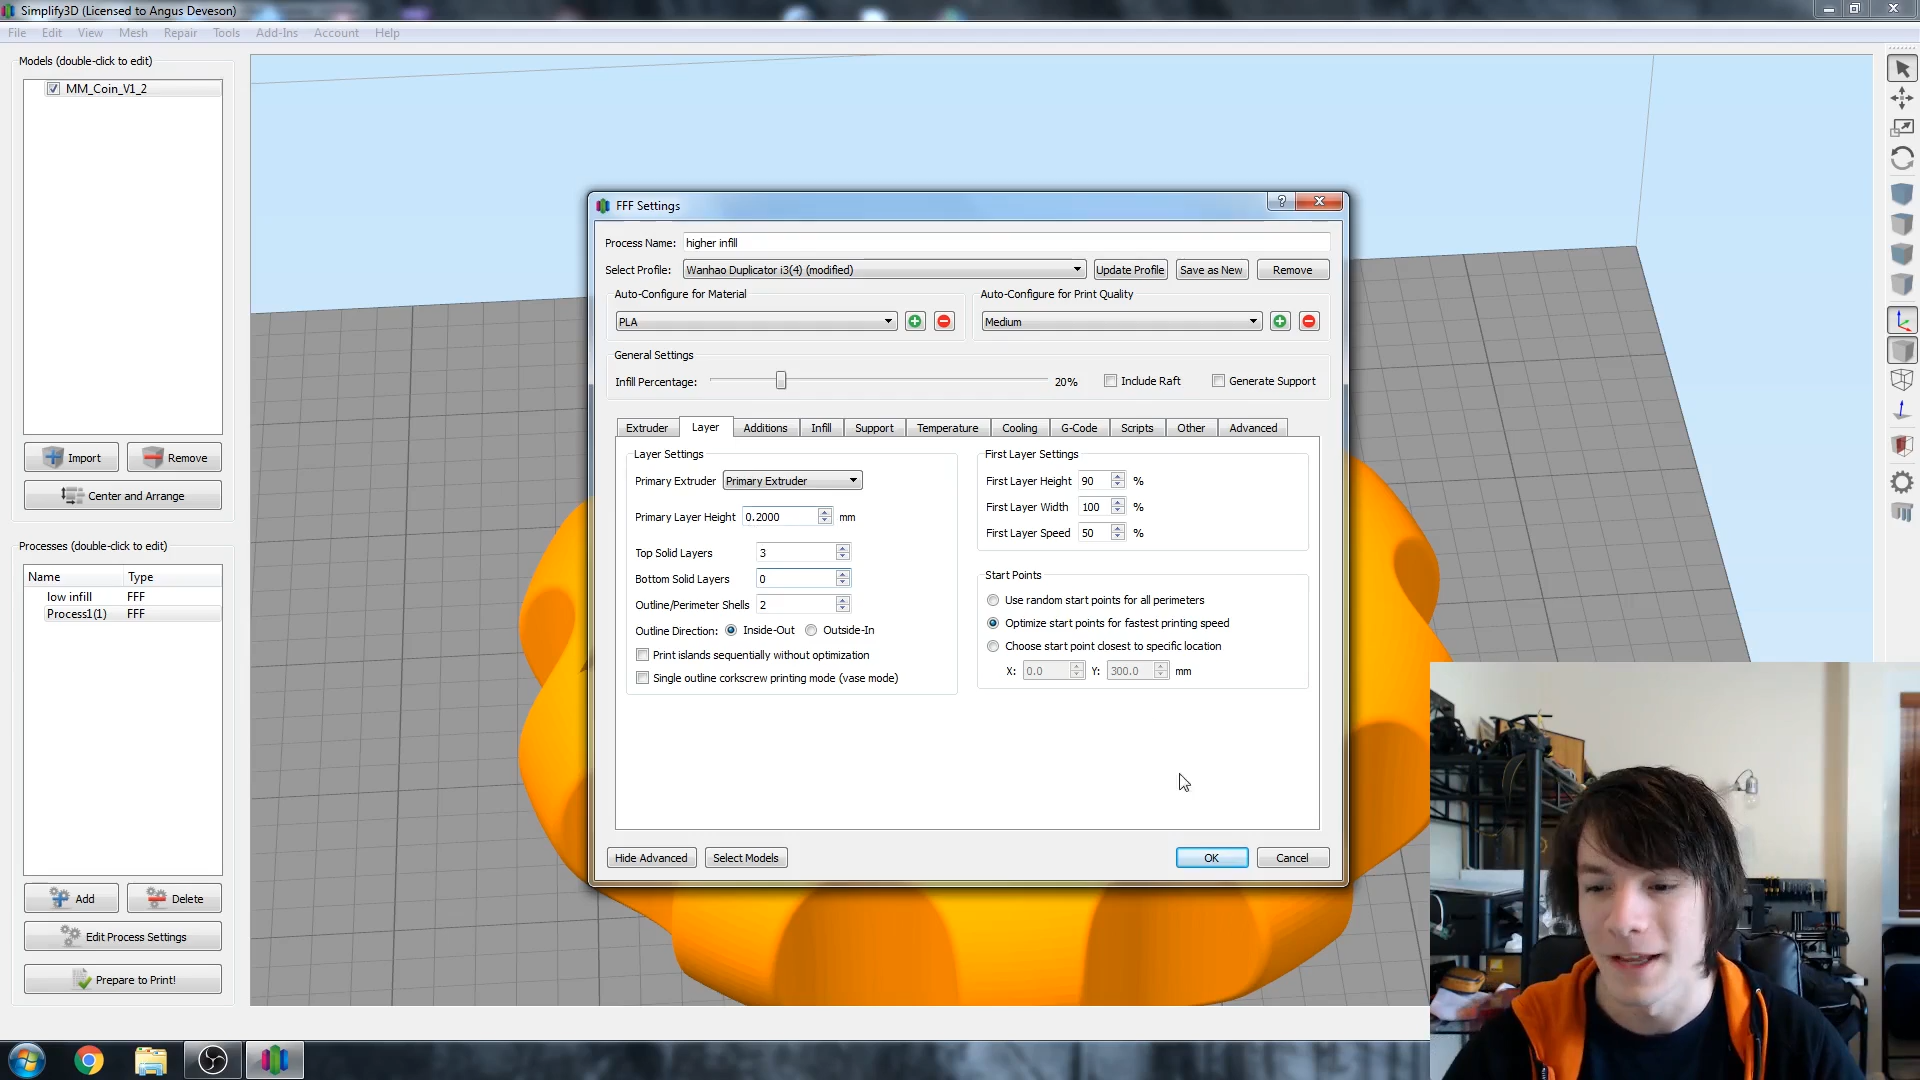 Simplify3D (Licensed to Angus Deveson)
File Edit View Mesh Repair Tools Add-Ins Account Help
Models (double-click to edit)
MM_Coin_V1_2
Import Remove
Center and Arrange
Processes (double-click to edit)
Name Type
low infill FFF
Process1(1) FFF
Add Delete
Edit Process Settings
Prepare to Print!
FFF Settings
?
Process Name: higher infill
Select Profile: Wanhao Duplicator i3(4) (modified) Update Profile Save as New Remove
Auto-Configure for Material Auto-Configure for Print Quality
PLA Medium
General Settings
Infill Percentage: 20% Include Raft Generate Support
Extruder Layer Additions Infill Support Temperature Cooling G-Code Scripts Other Advanced
Layer Settings
Primary Extruder Primary Extruder
Primary Layer Height 0.2000 mm
Top Solid Layers 3
Bottom Solid Layers 0
Outline/Perimeter Shells 2
Outline Direction: Inside-Out Outside-In
Print islands sequentially without optimization
Single outline corkscrew printing mode (vase mode)
First Layer Settings
First Layer Height 90 %
First Layer Width 100 %
First Layer Speed 50 %
Start Points
Use random start points for all perimeters
Optimize start points for fastest printing speed
Choose start point closest to specific location
X: 0.0 Y: 300.0 mm
Hide Advanced Select Models OK Cancel